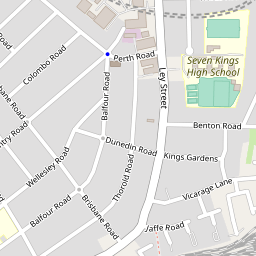 Perth Road
Colombo Road
Seven Kings
High School
Ley Street
Balfour Road
Benton Road
Dunedin Road
Kings Gardens
Wellesley Road
Thorold Road
Vicarage Lane
Balfour Road
Brisbane Road
Jaffe Road